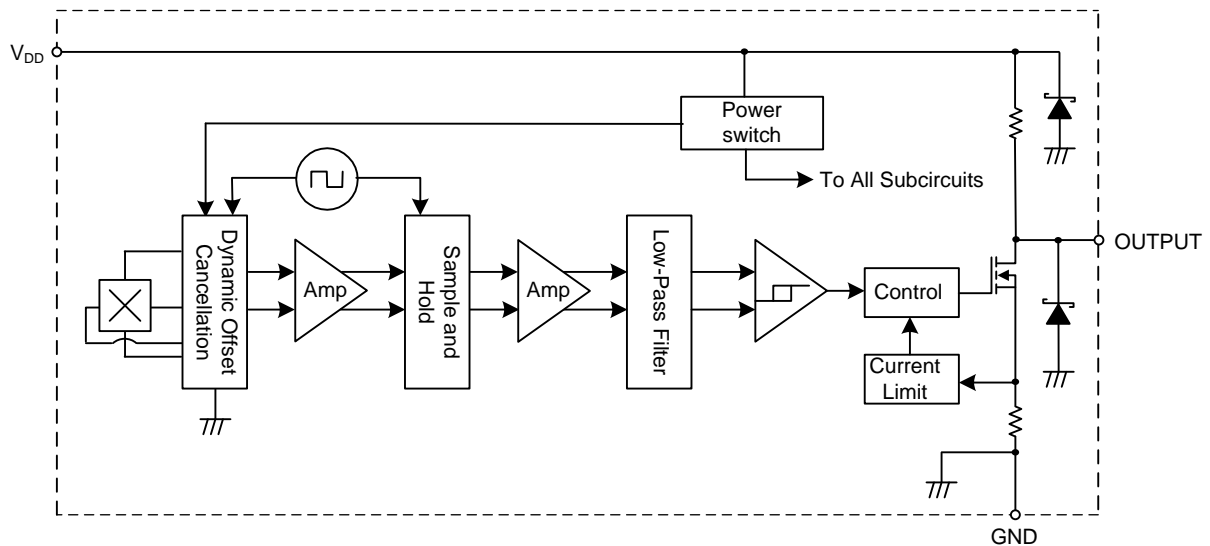 V_DD
Power
switch
To All Subcircuits
Dynamic Offset
Cancellation
Amp
Sample and
Hold
Amp
Low-Pass Filter
Control
Current
Limit
OUTPUT
GND